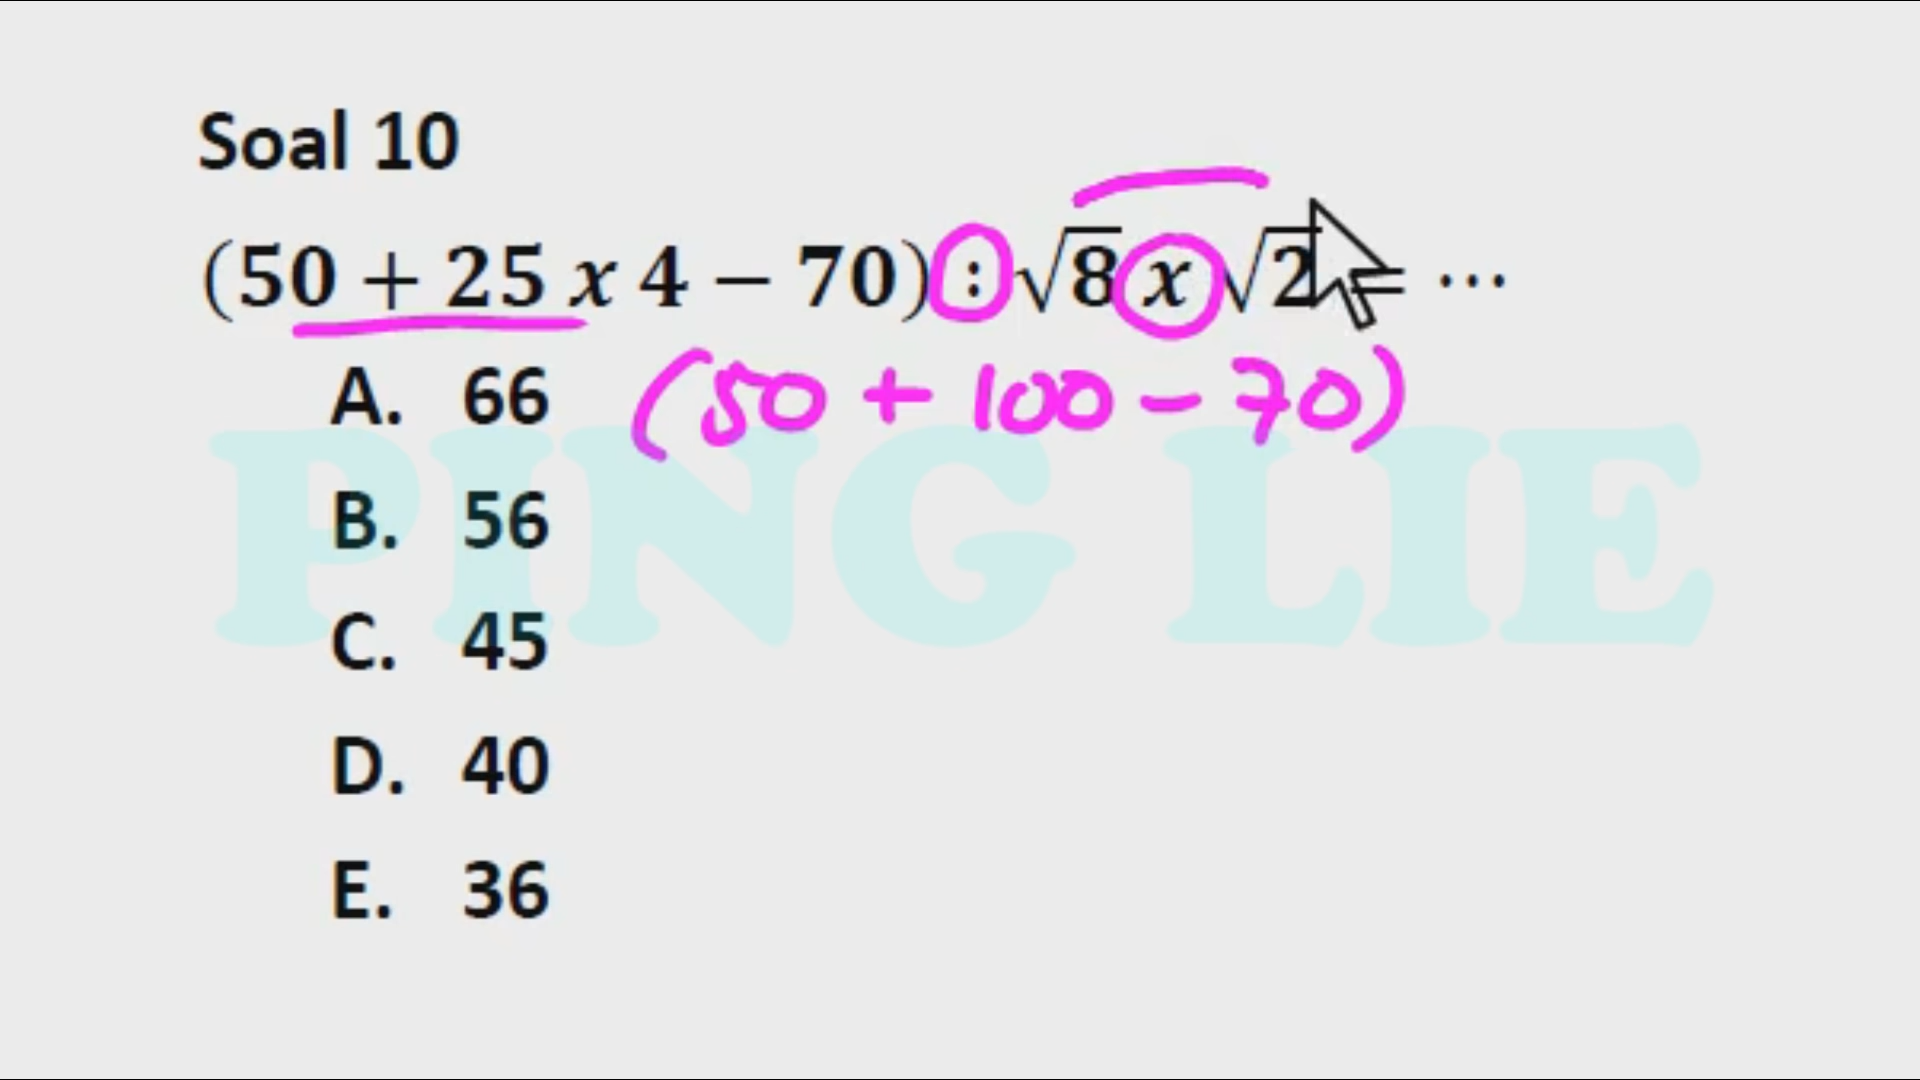 Soal 10
(50 + 25 x 4 − 70) : √8 x √2 = ...
A. 66
(50 + 100 - 70)
B. 56
C. 45
D. 40
E. 36
PING LIE